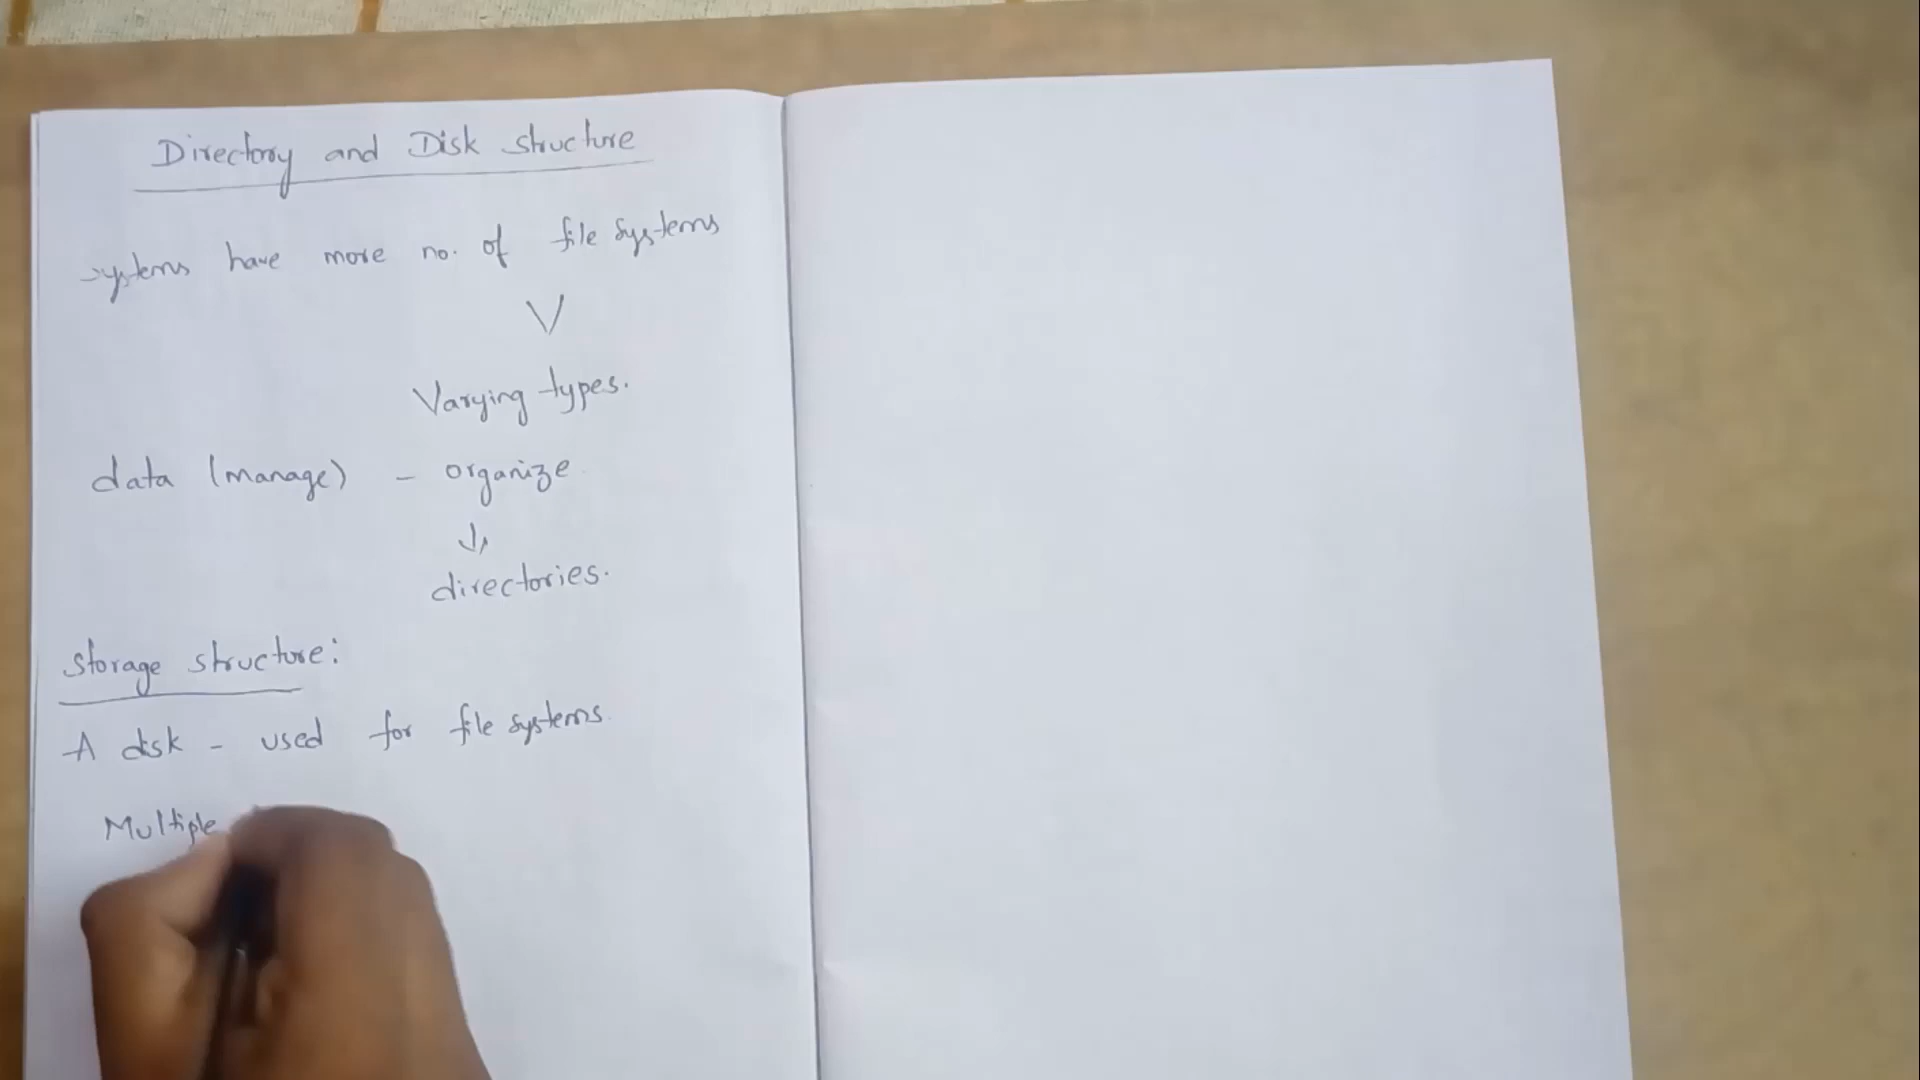 Directory and Disk structure
systems have more no. of file systems
Varying types.
data (manage) - organize
directories.
Storage structure:
A disk - used for file systems.
Multiple